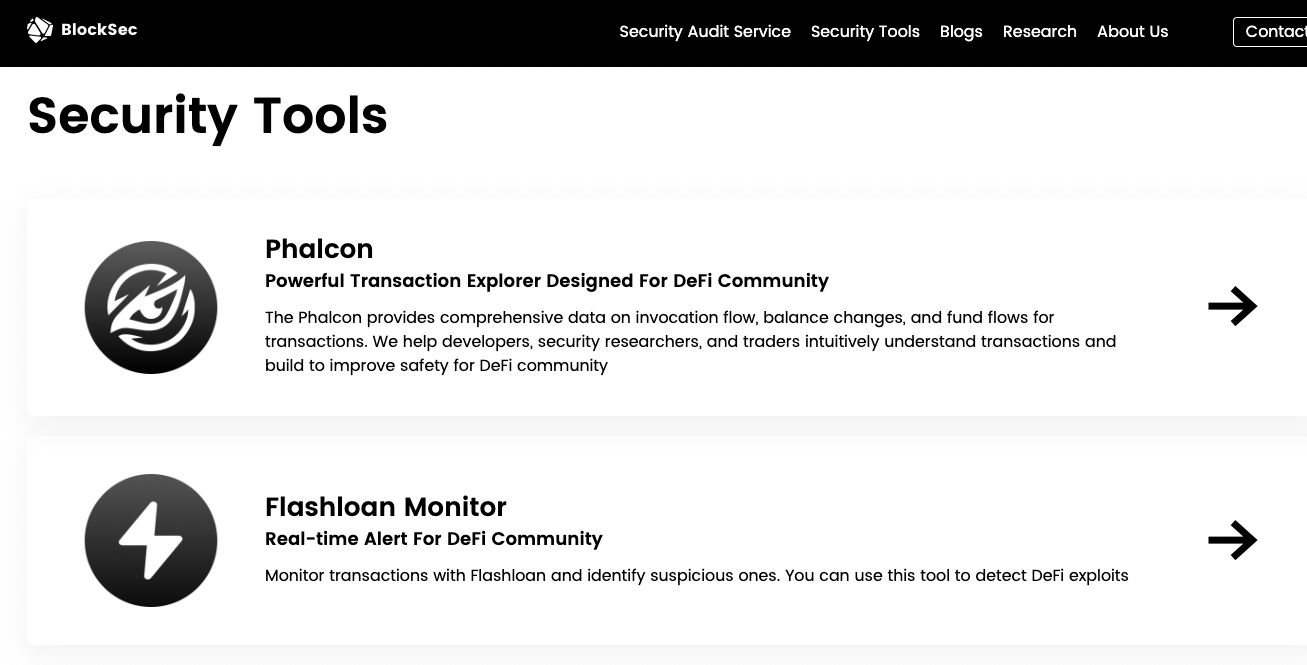 BlockSec
Security Audit Service
Security Tools
Blogs
Research
About Us
Contact
Security Tools
Phalcon
Powerful Transaction Explorer Designed For DeFi Community
The Phalcon provides comprehensive data on invocation flow, balance changes, and fund flows for
transactions. We help developers, security researchers, and traders intuitively understand transactions and
build to improve safety for DeFi community
Flashloan Monitor
Real-time Alert For DeFi Community
Monitor transactions with Flashloan and identify suspicious ones. You can use this tool to detect DeFi exploits